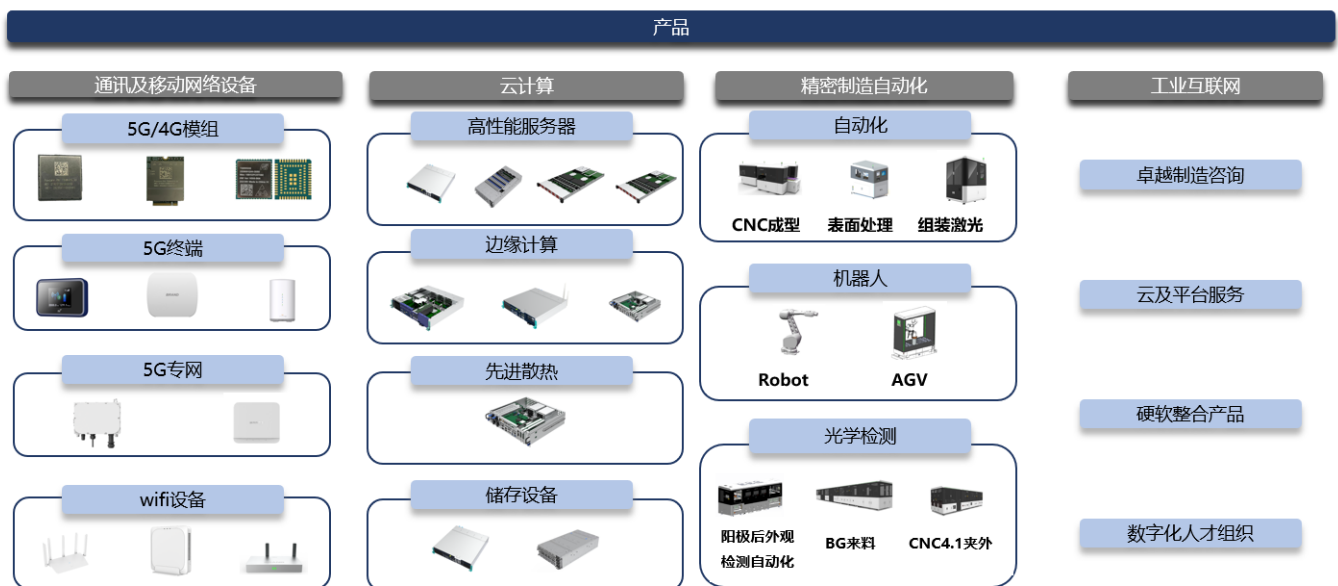 产品
通讯及移动网络设备
5G/4G模组
5G终端
5G专网
wifi设备
云计算
高性能服务器
边缘计算
先进散热
储存设备
精密制造自动化
自动化
CNC成型
表面处理
组装激光
机器人
Robot
AGV
光学检测
阳极后外观
检测自动化
BG来料
CNC4.1夹外
工业互联网
卓越制造咨询
云及平台服务
硬软整合产品
数字化人才组织